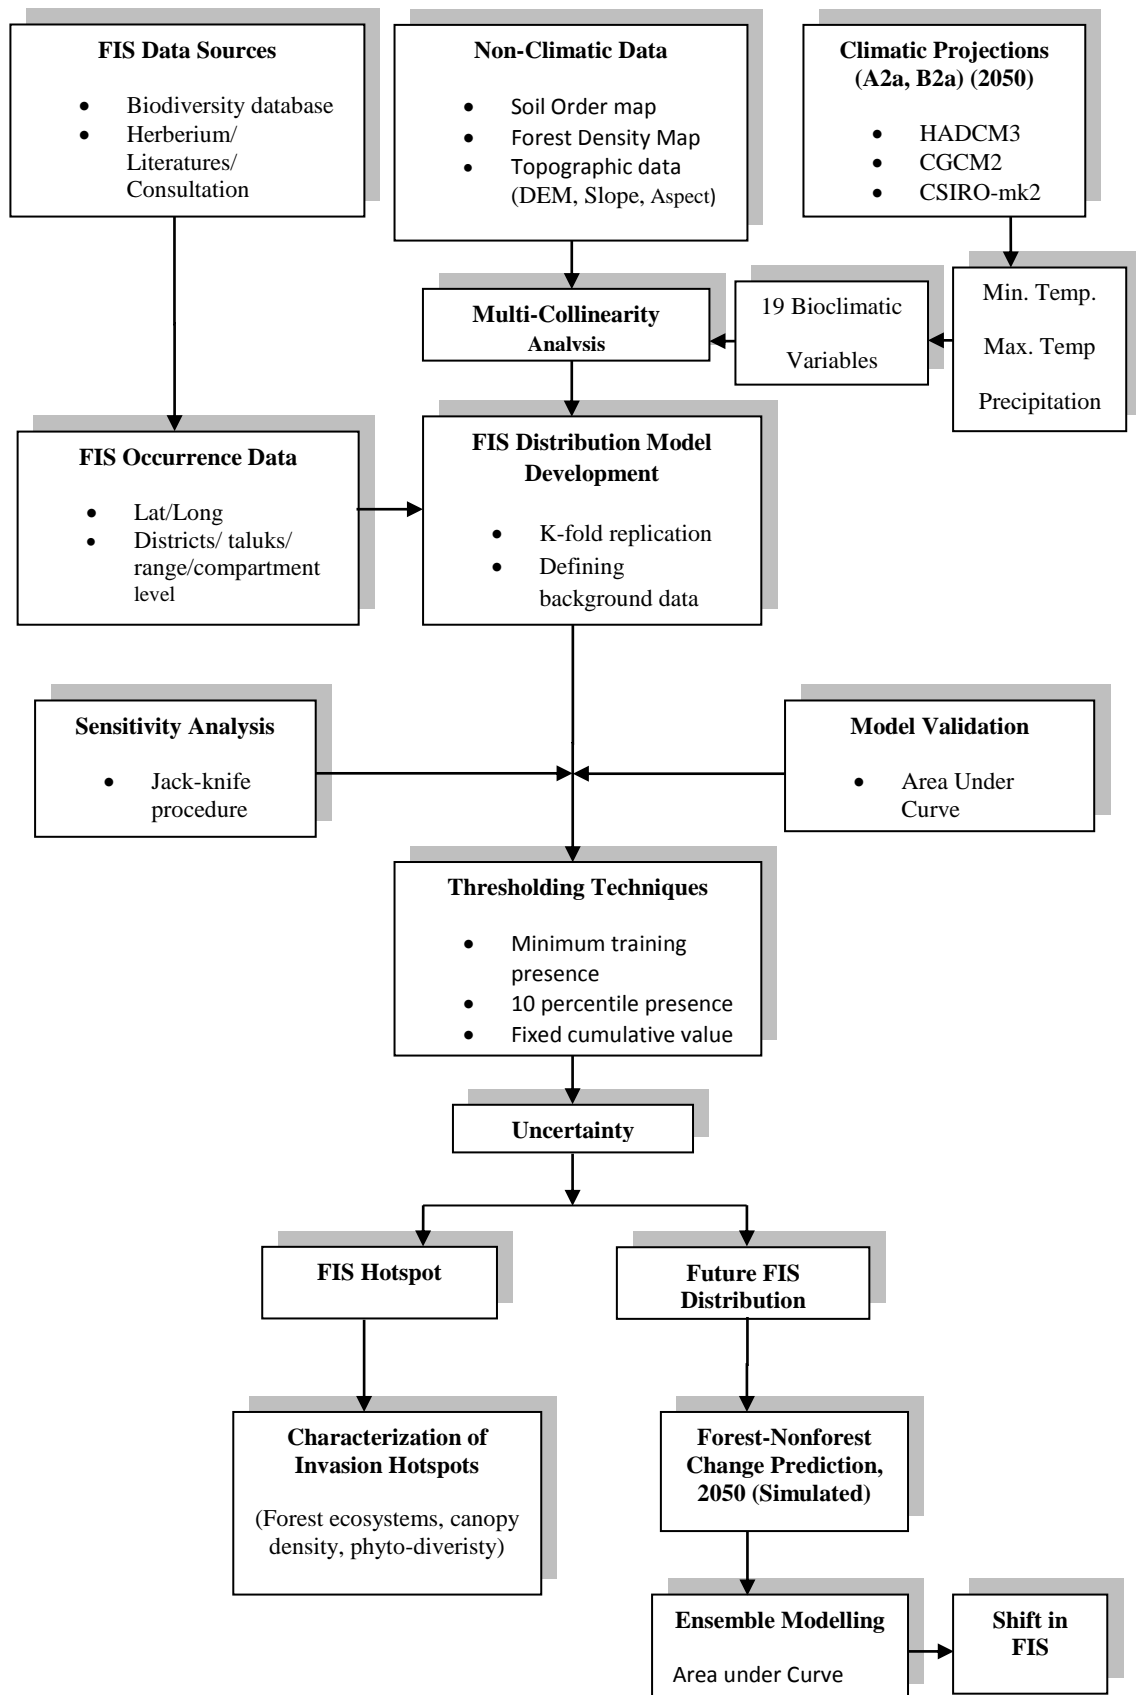 FIS Data Sources
• Biodiversity database
• Herberium/
Literatures/
Consultation
Non-Climatic Data
• Soil Order map
• Forest Density Map
• Topographic data
(DEM, Slope, Aspect)
Climatic Projections
(A2a, B2a) (2050)
• HADCM3
• CGCM2
• CSIRO-mk2
Multi-Collinearity
Analysis
19 Bioclimatic
Variables
Min. Temp.
Max. Temp
Precipitation
FIS Occurrence Data
• Lat/Long
• Districts/ taluks/
range/compartment
level
FIS Distribution Model
Development
• K-fold replication
• Defining
background data
Sensitivity Analysis
• Jack-knife
procedure
Model Validation
• Area Under
Curve
Thresholding Techniques
• Minimum training
presence
• 10 percentile presence
• Fixed cumulative value
Uncertainty
FIS Hotspot
Future FIS
Distribution
Characterization of
Invasion Hotspots
(Forest ecosystems, canopy
density, phyto-diveristy)
Forest-Nonforest
Change Prediction,
2050 (Simulated)
Ensemble Modelling
Area under Curve
Shift in
FIS